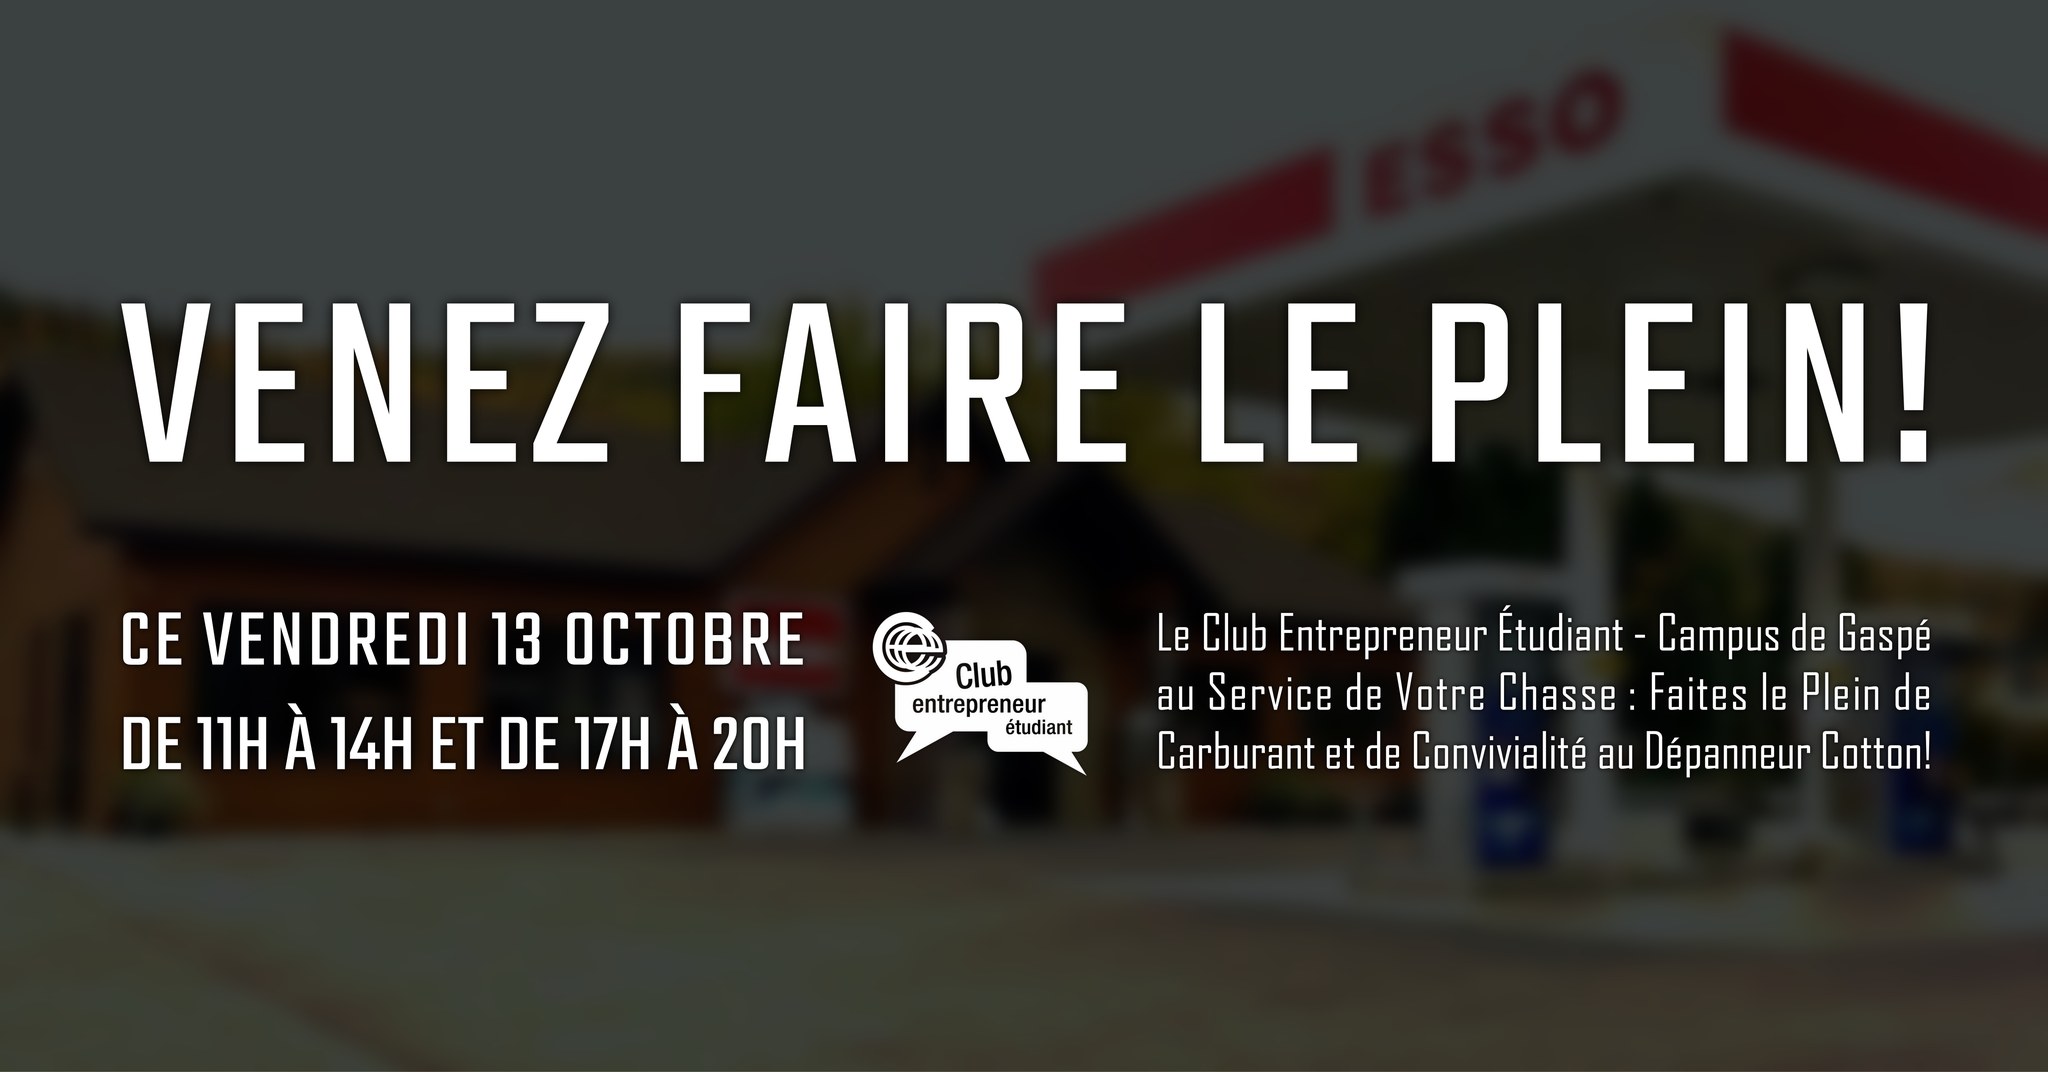 ESSO
VENEZ FAIRE LE PLEIN!
CE VENDREDI 13 OCTOBRE
DE 11H À 14H ET DE 17H À 20H
Club
entrepreneur
étudiant
Le Club Entrepreneur Étudiant - Campus de Gaspé
au Service de Votre Chasse : Faites le Plein de
Carburant et de Convivialité au Dépanneur Cotton!